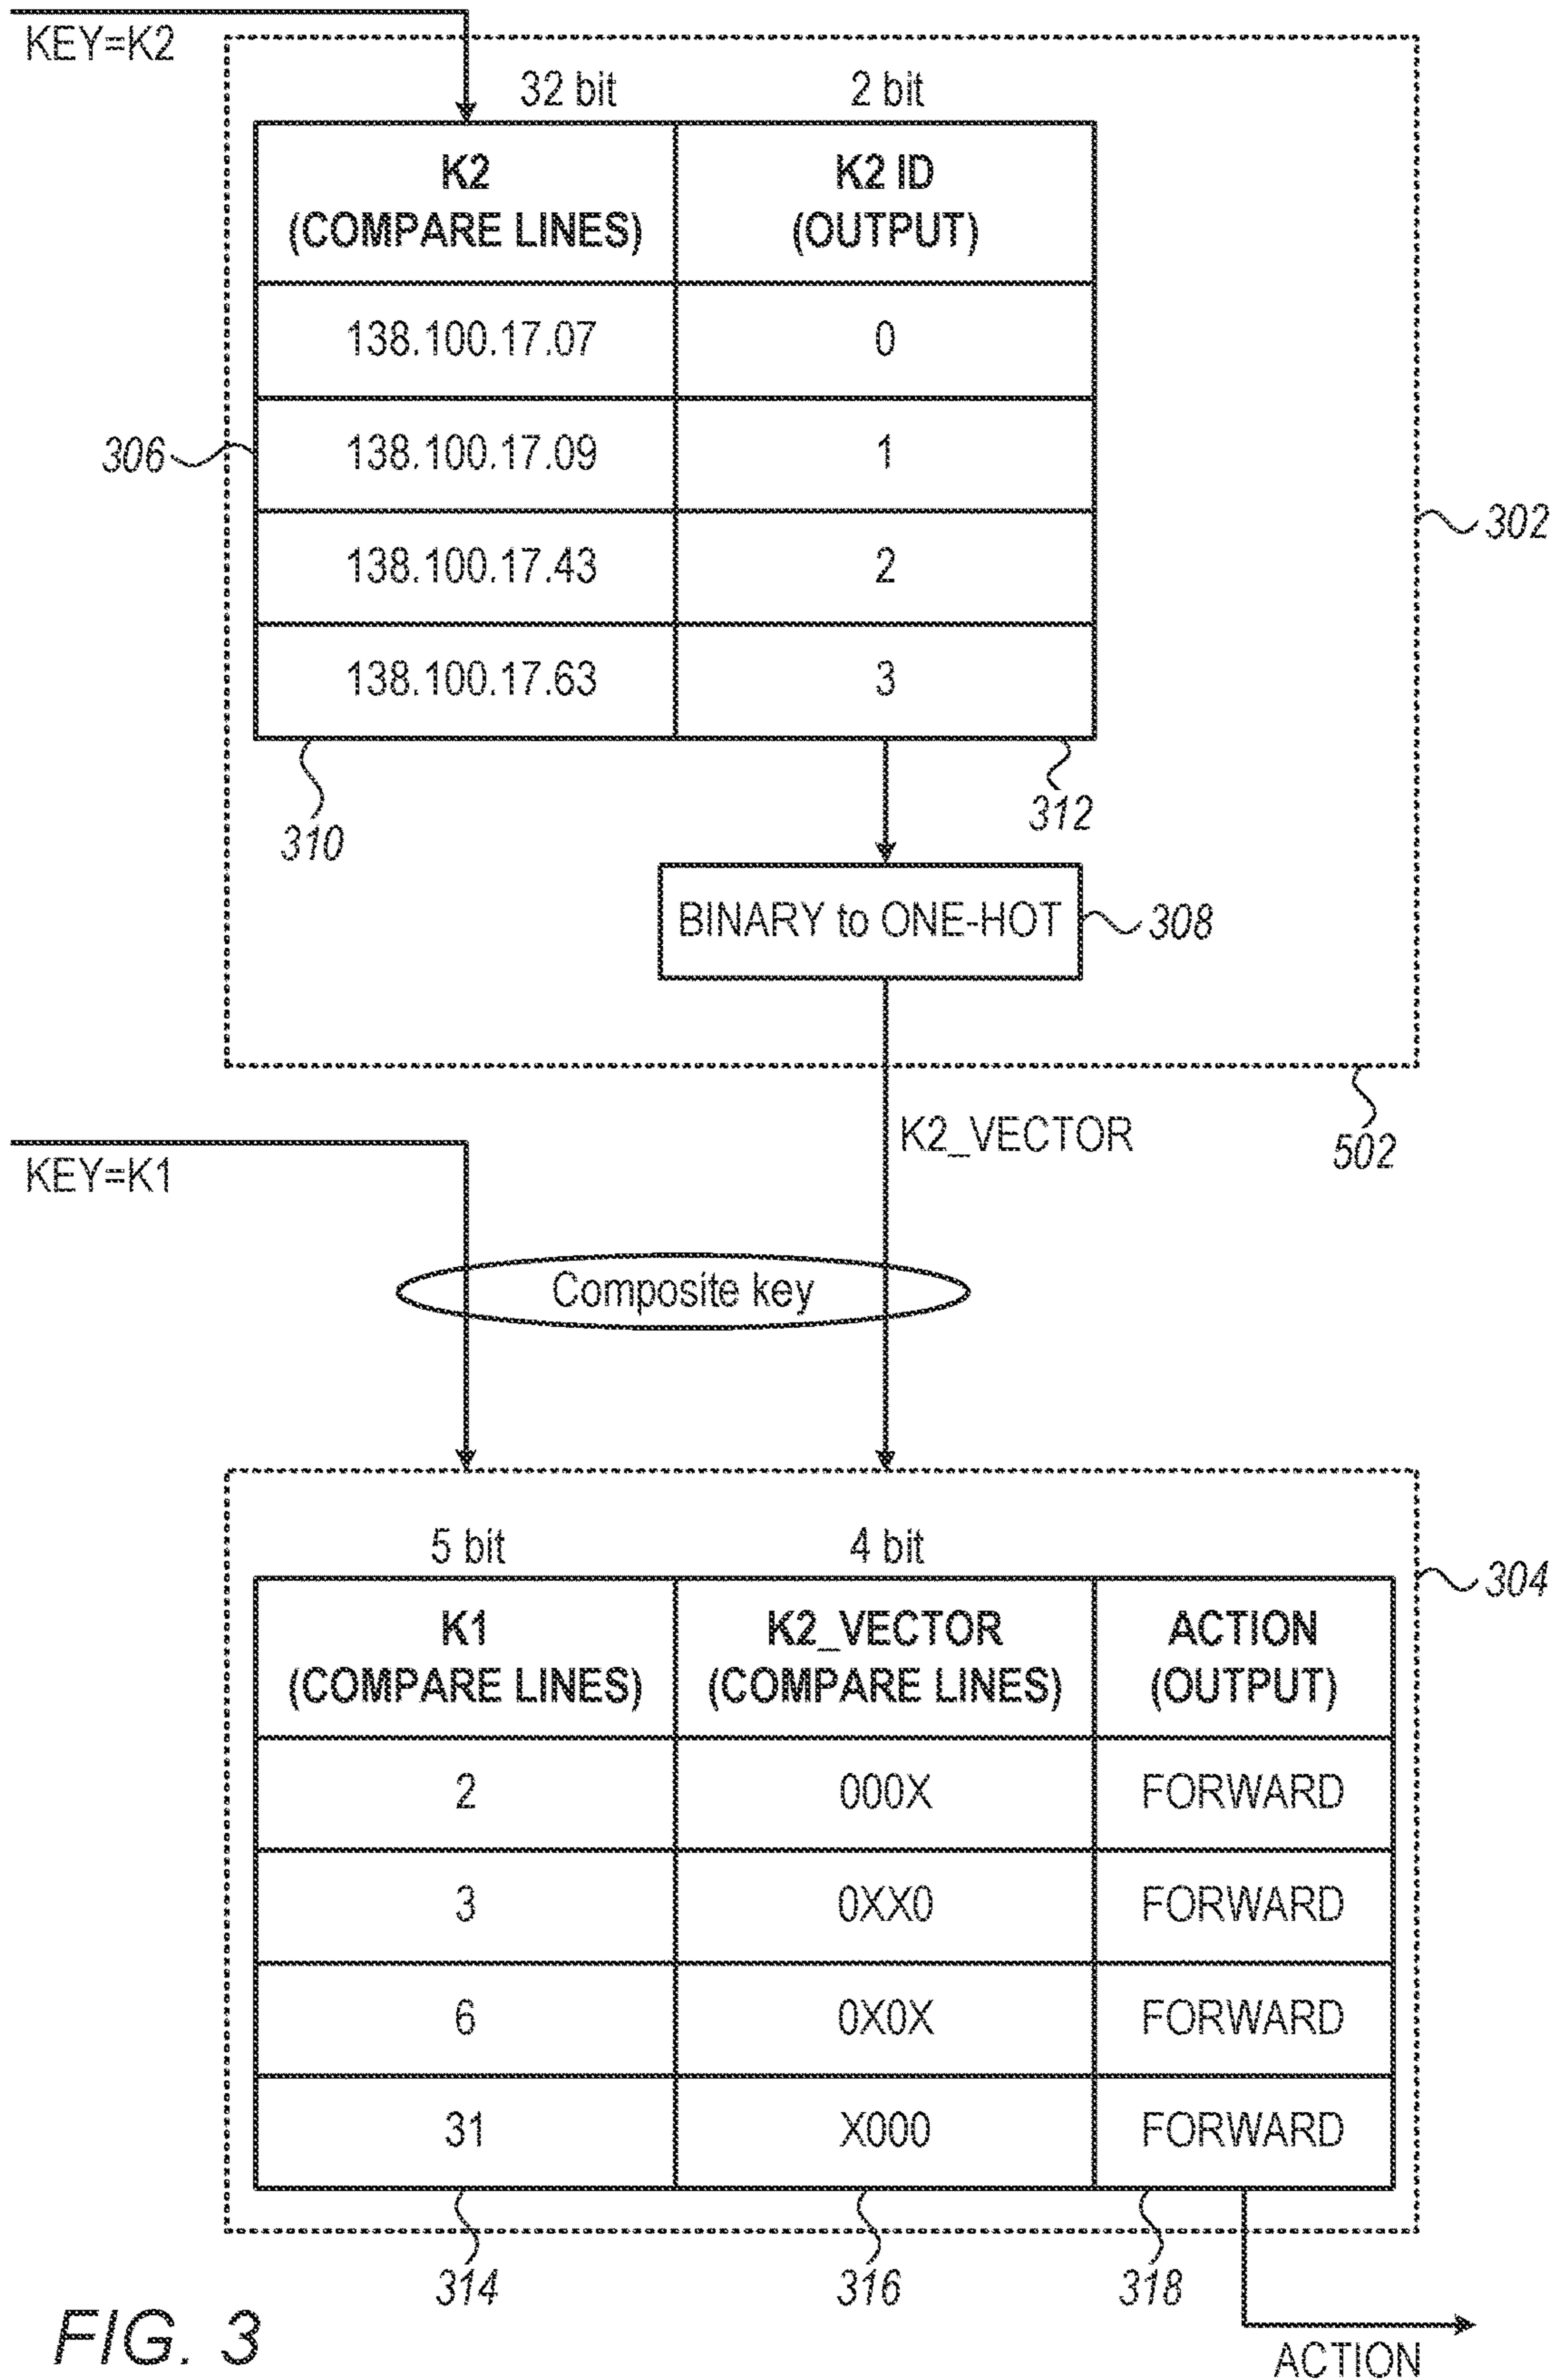 KEY=K2
32 bit 2 bit
K2 K2 ID
(COMPARE LINES) (OUTPUT)
138.100.17.07 0
306 138.100.17.09 1
302
138.100.17.43 2
138.100.17.63 3
310 312
BINARY to ONE-HOT 308
K2_VECTOR 502
KEY=K1
Composite key
5 bit 4 bit
304
K1 K2_VECTOR ACTION
(COMPARE LINES) (COMPARE LINES) (OUTPUT)
2 000X FORWARD
3 0XX0 FORWARD
6 0X0X FORWARD
31 X000 FORWARD
314 316 318
FIG. 3
ACTION